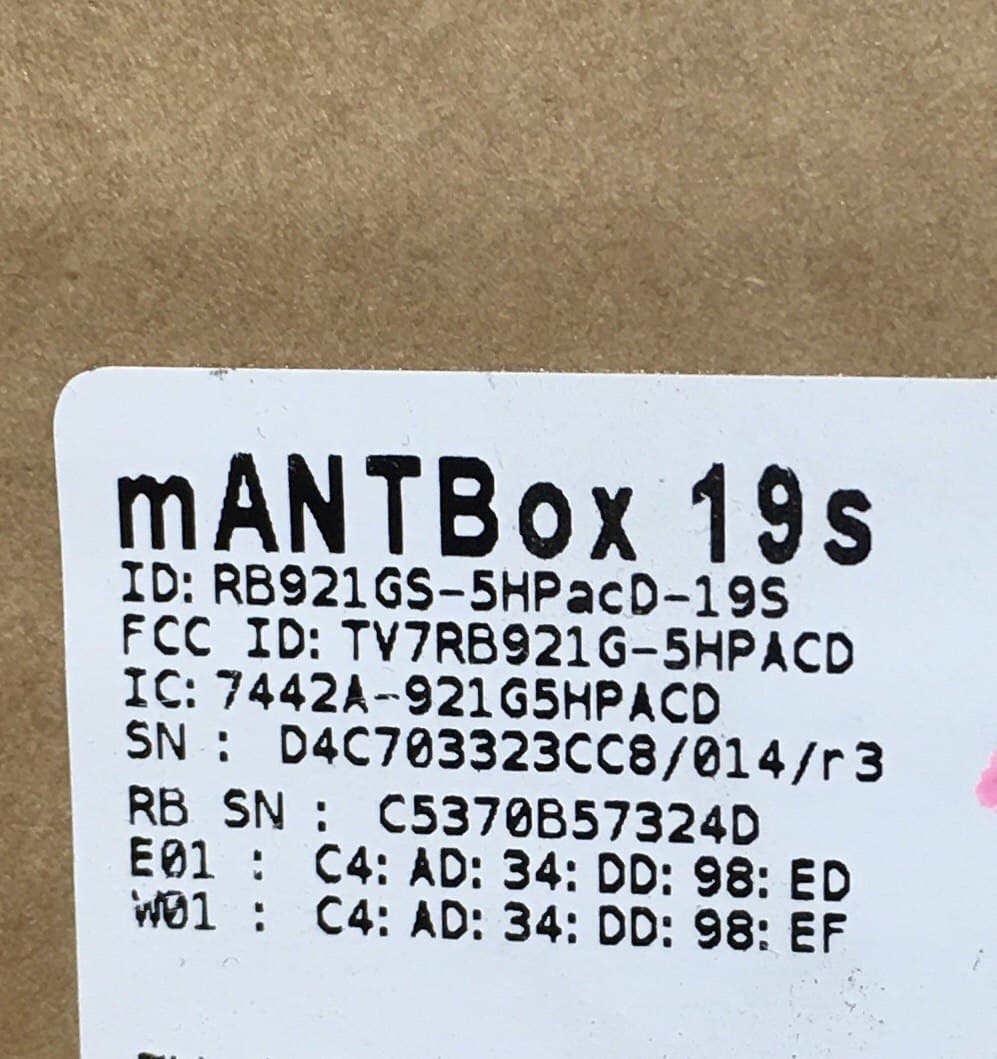 mANTBox 19s
ID: RB921GS-5HPacD-19S
FCC ID: TV7RB921G-5HPACD
IC: 7442A-921G5HPACD
SN : D4C703323CC8/014/r3
RB SN : C5370B57324D
E01 : C4:AD:34:DD:98:ED
W01 : C4:AD:34:DD:98:EF